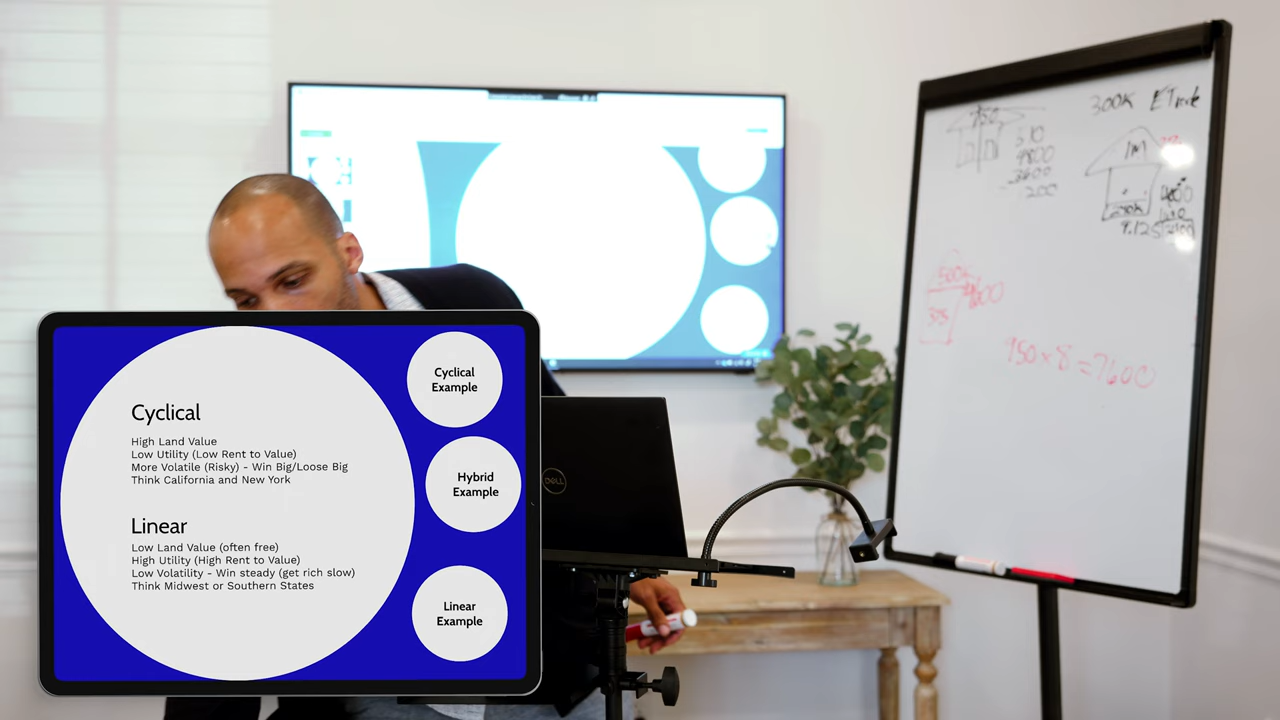 Cyclical
High Land Value
Low Utility (Low Rent to Value)
More Volatile (Risky) - Win Big/Loose Big
Think California and New York
Linear
Low Land Value (often free)
High Utility (High Rent to Value)
Low Volatility - Win steady (get rich slow)
Think Midwest or Southern States
Cyclical
Example
Hybrid
Example
Linear
Example
DELL
300K
1M
200
500K
950 x 8 = 7600